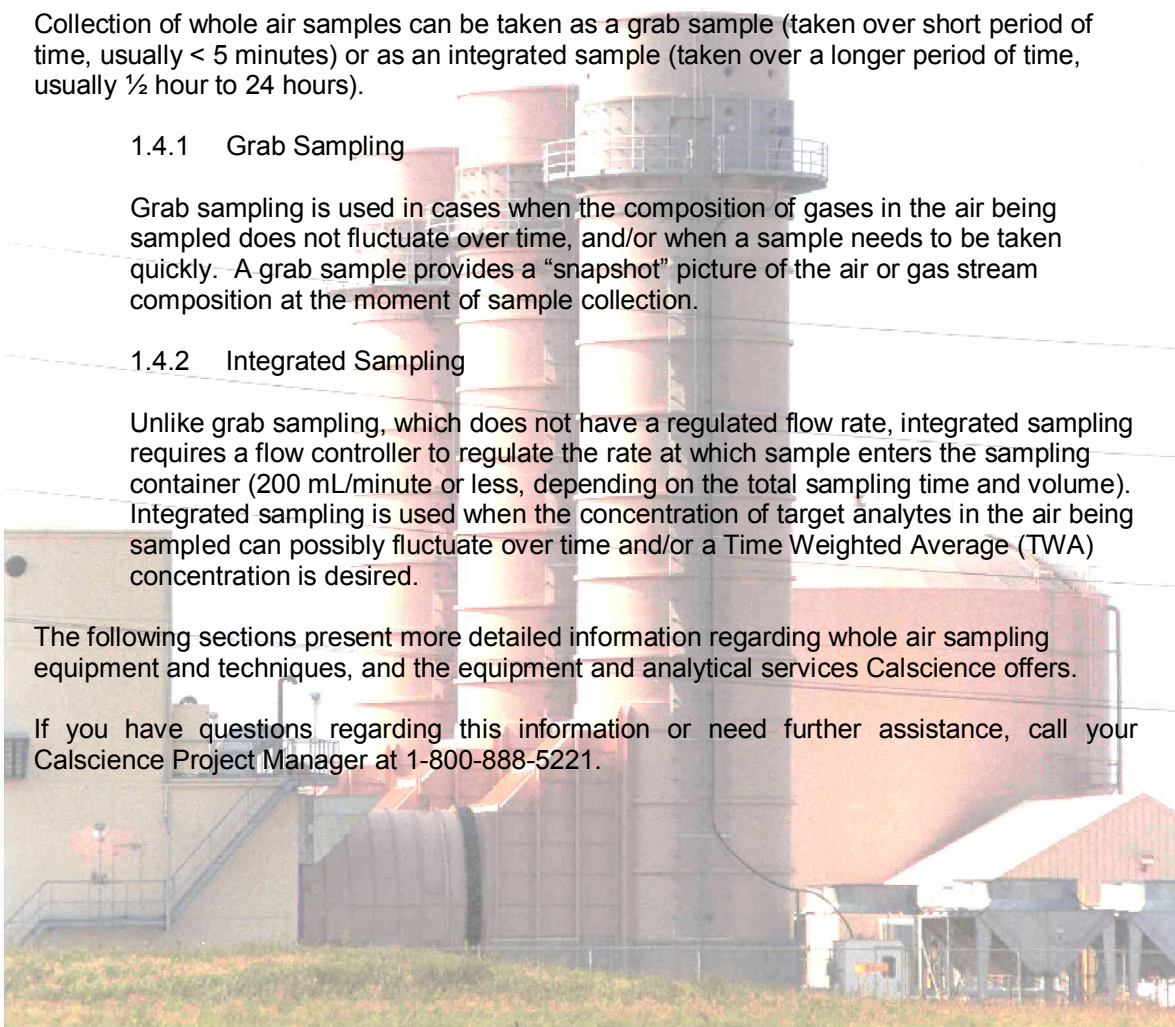 Collection of whole air samples can be taken as a grab sample (taken over short period of
time, usually < 5 minutes) or as an integrated sample (taken over a longer period of time,
usually ½ hour to 24 hours).
1.4.1 Grab Sampling
Grab sampling is used in cases when the composition of gases in the air being
sampled does not fluctuate over time, and/or when a sample needs to be taken
quickly. A grab sample provides a “snapshot” picture of the air or gas stream
composition at the moment of sample collection.
1.4.2 Integrated Sampling
Unlike grab sampling, which does not have a regulated flow rate, integrated sampling
requires a flow controller to regulate the rate at which sample enters the sampling
container (200 mL/minute or less, depending on the total sampling time and volume).
Integrated sampling is used when the concentration of target analytes in the air being
sampled can possibly fluctuate over time and/or a Time Weighted Average (TWA)
concentration is desired.
The following sections present more detailed information regarding whole air sampling
equipment and techniques, and the equipment and analytical services Calscience offers.
If you have questions regarding this information or need further assistance, call your
Calscience Project Manager at 1-800-888-5221.